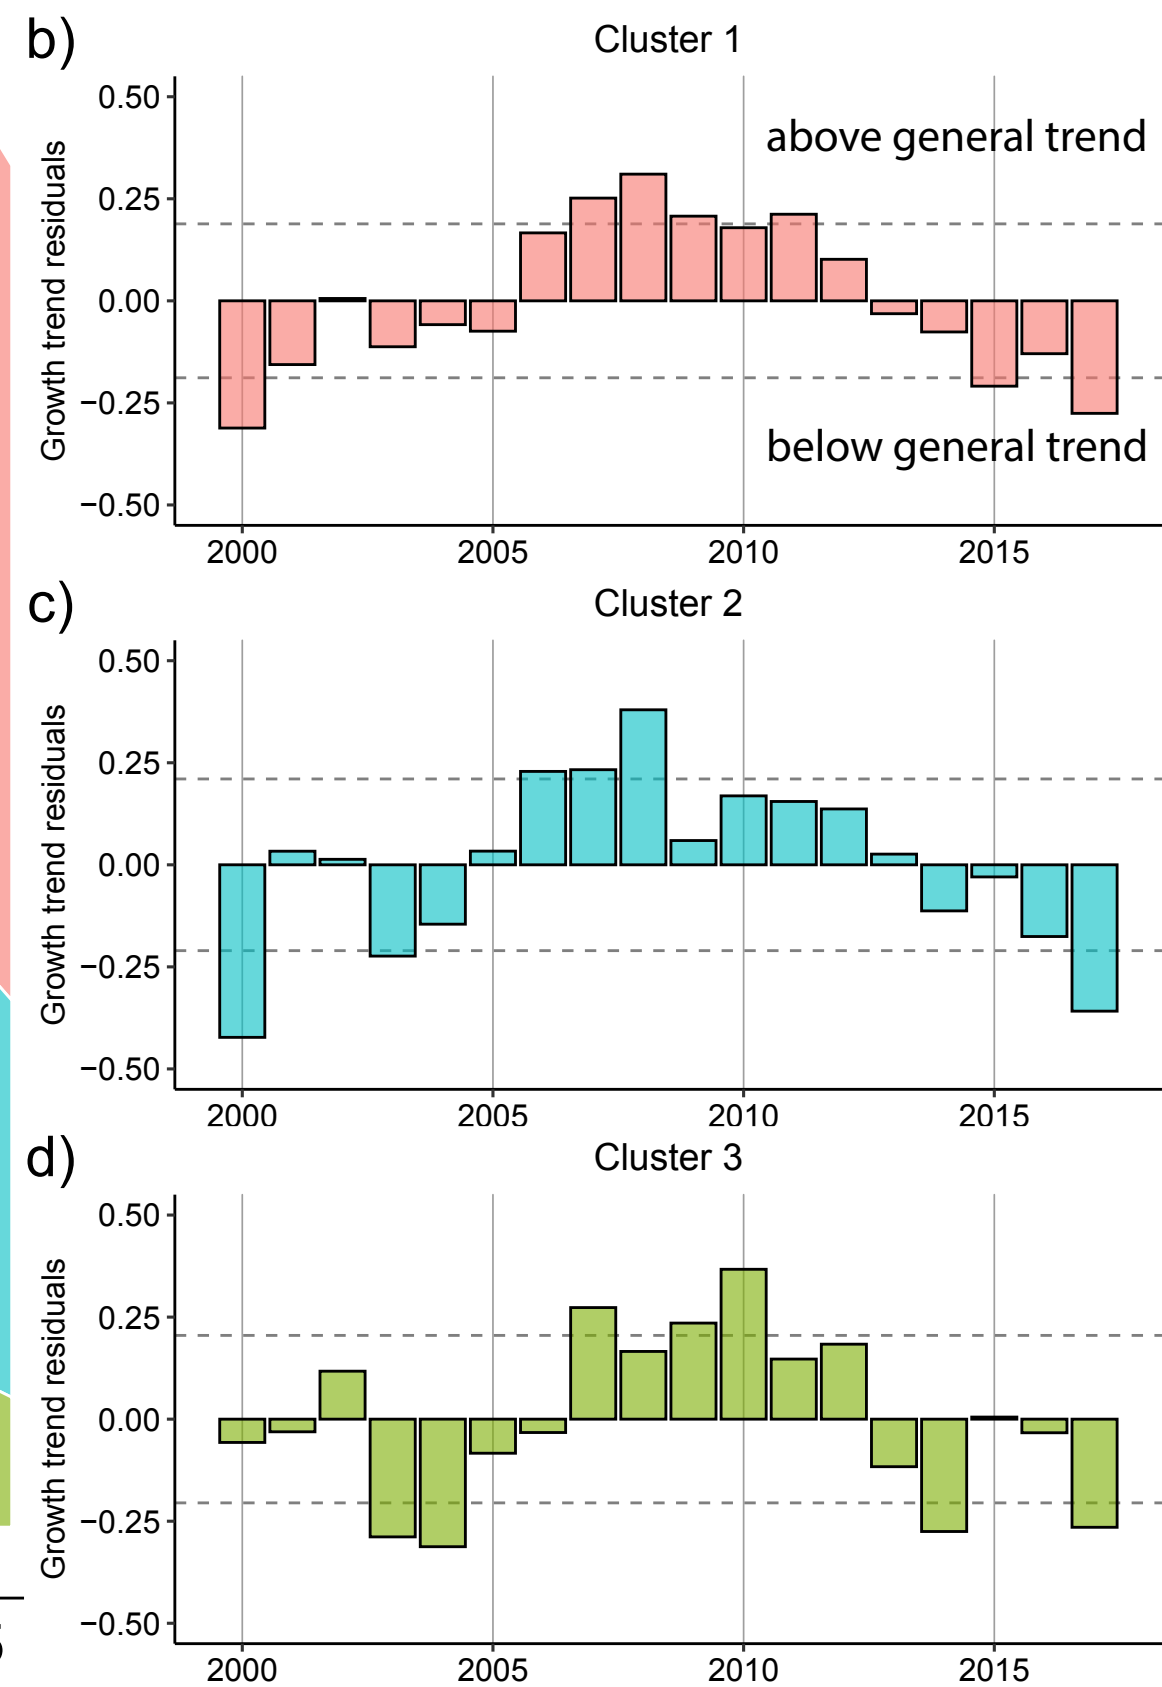 b)
Cluster 1
Growth trend residuals
0.50
0.25
0.00
−0.25
−0.50
above general trend
below general trend
2000 2005 2010 2015
c)
Cluster 2
Growth trend residuals
0.50
0.25
0.00
−0.25
−0.50
2000 2005 2010 2015
d)
Cluster 3
Growth trend residuals
0.50
0.25
0.00
−0.25
−0.50
2000 2005 2010 2015